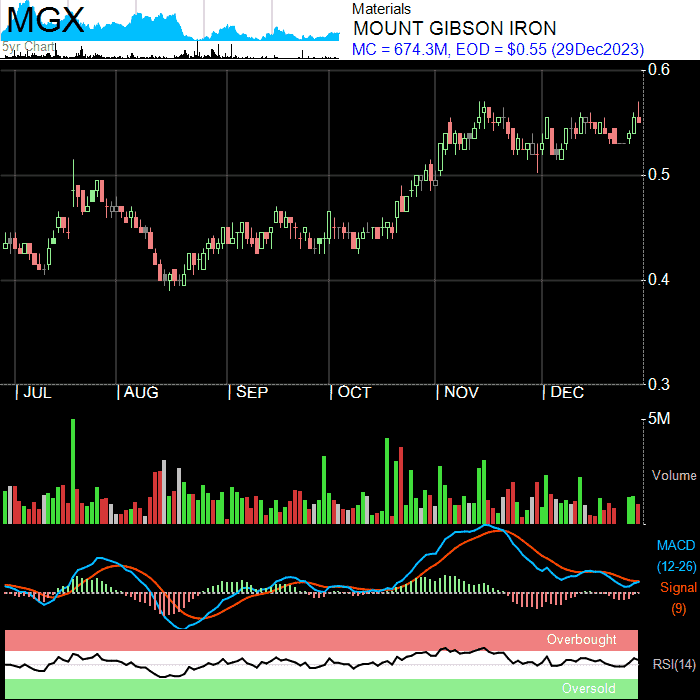 MGX
5yr Chart
Materials
MOUNT GIBSON IRON
MC = 674.3M, EOD = $0.55 (29Dec2023)
0.6
0.5
0.4
0.3
JUL AUG SEP OCT NOV DEC
5M
Volume
MACD
(12-26)
Signal
(9)
Overbought
RSI(14)
Oversold